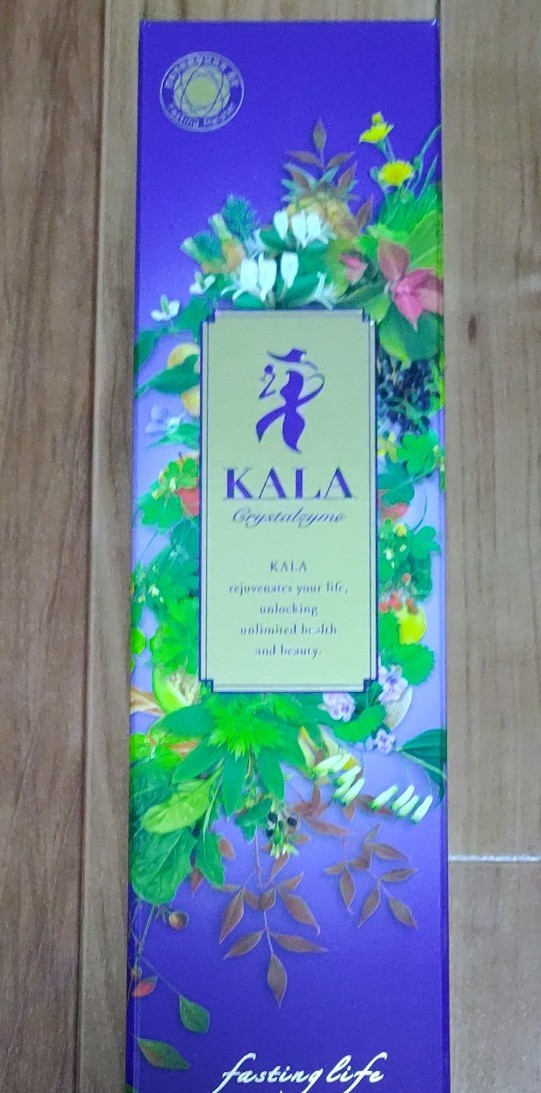 KALA
Crystalzyme
KALA
rejuvenates your life,
unlocking
unlimited health
and beauty.
fasting life